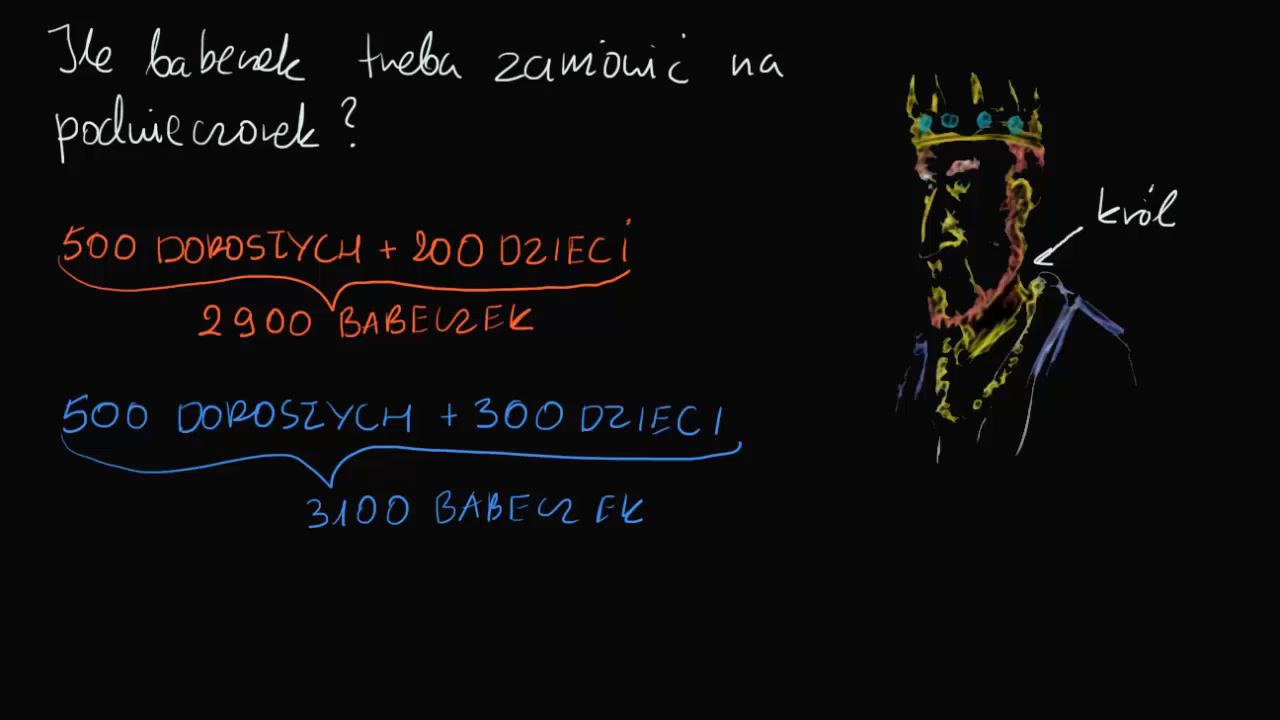 Ile babeczek trzeba zamówić na
podwieczorek?
król
500 DOROSŁYCH + 200 DZIECI
2900 BABECZEK
500 DOROSŁYCH + 300 DZIECI
3100 BABECZEK